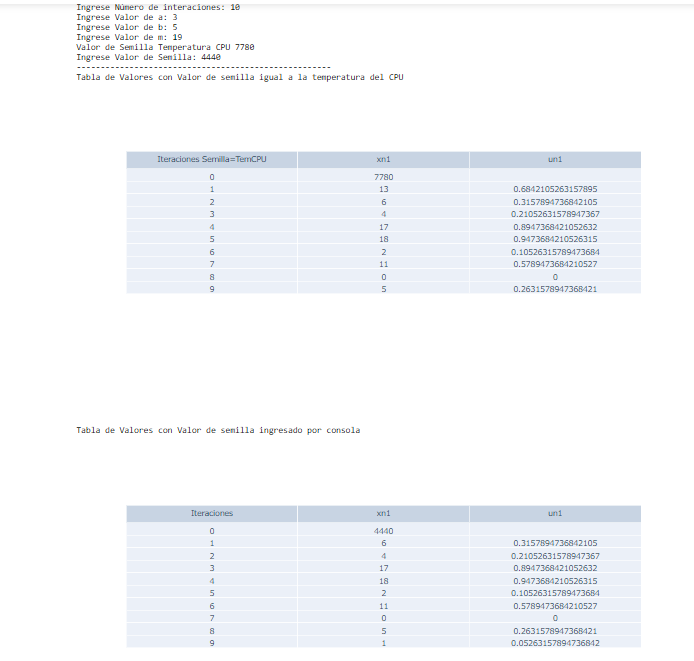 Ingrese Número de interaciones: 10
Ingrese Valor de a: 3
Ingrese Valor de b: 5
Ingrese Valor de m: 19
Valor de Semilla Temperatura CPU 7780
Ingrese Valor de Semilla: 4440
-----------------------------------------------------
Tabla de Valores con Valor de semilla igual a la temperatura del CPU
Iteraciones Semilla=TemCPU xn1 un1
0 7780
1 13 0.6842105263157895
2 6 0.3157894736842105
3 4 0.21052631578947367
4 17 0.8947368421052632
5 18 0.9473684210526315
6 2 0.10526315789473684
7 11 0.5789473684210527
8 0 0
9 5 0.2631578947368421
Tabla de Valores con Valor de semilla ingresado por consola
Iteraciones xn1 un1
0 4440
1 6 0.3157894736842105
2 4 0.21052631578947367
3 17 0.8947368421052632
4 18 0.9473684210526315
5 2 0.10526315789473684
6 11 0.5789473684210527
7 0 0
8 5 0.2631578947368421
9 1 0.05263157894736842